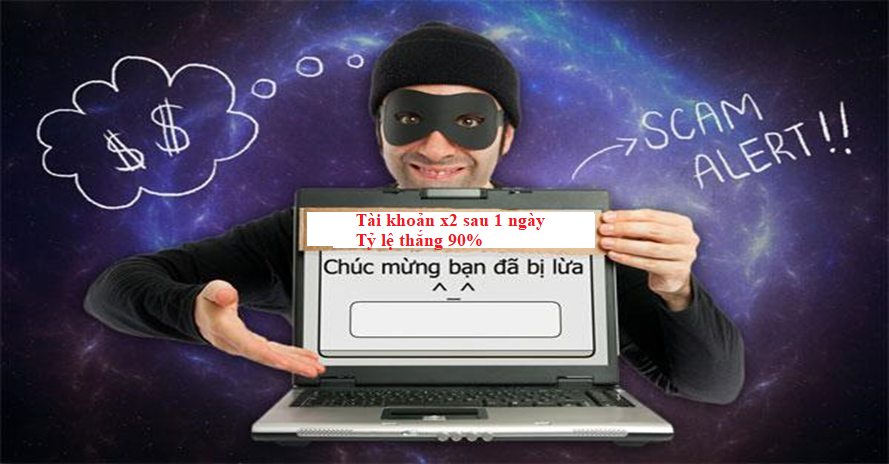 $ $
SCAM
ALERT!!
Tài khoản x2 sau 1 ngày
Tỷ lệ thắng 90%
Chúc mừng bạn đã bị lừa
^_^